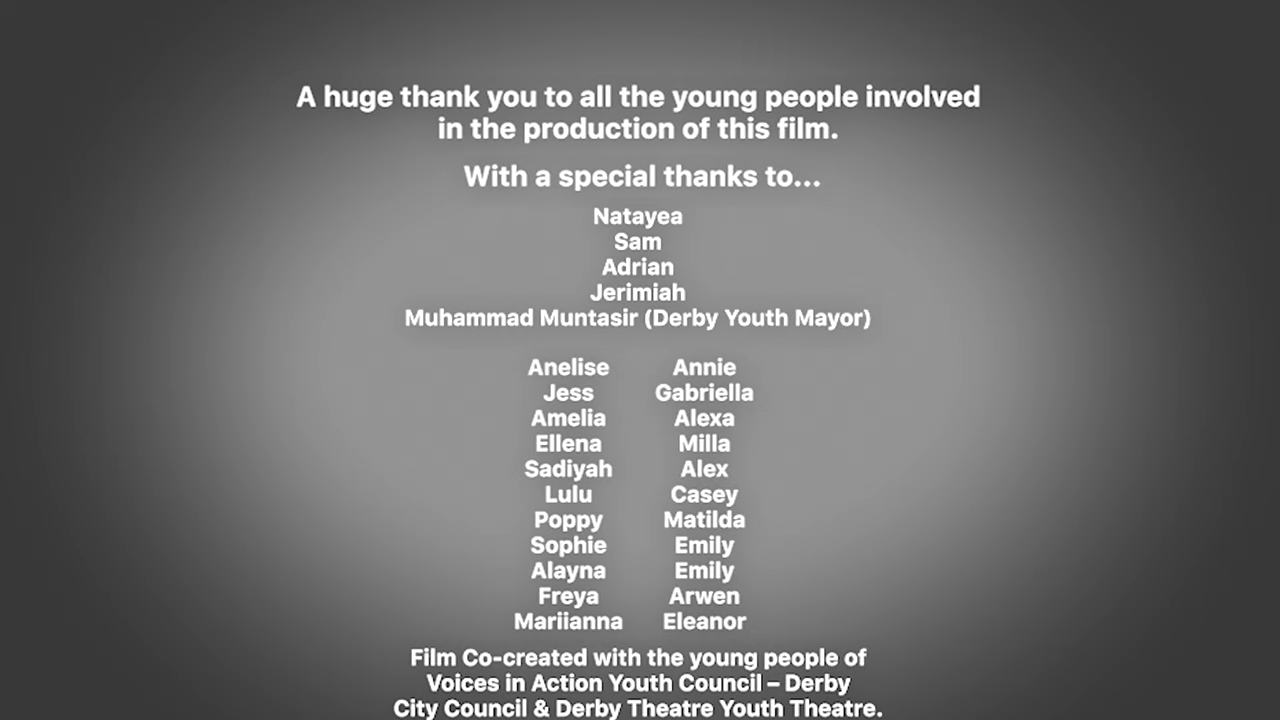 A huge thank you to all the young people involved
in the production of this film.
With a special thanks to...
Natayea
Sam
Adrian
Jerimiah
Muhammad Muntasir (Derby Youth Mayor)
Anelise Annie
Jess Gabriella
Amelia Alexa
Ellena Milla
Sadiyah Alex
Lulu Casey
Poppy Matilda
Sophie Emily
Alayna Emily
Freya Arwen
Mariianna Eleanor
Film Co-created with the young people of
Voices in Action Youth Council – Derby
City Council & Derby Theatre Youth Theatre.